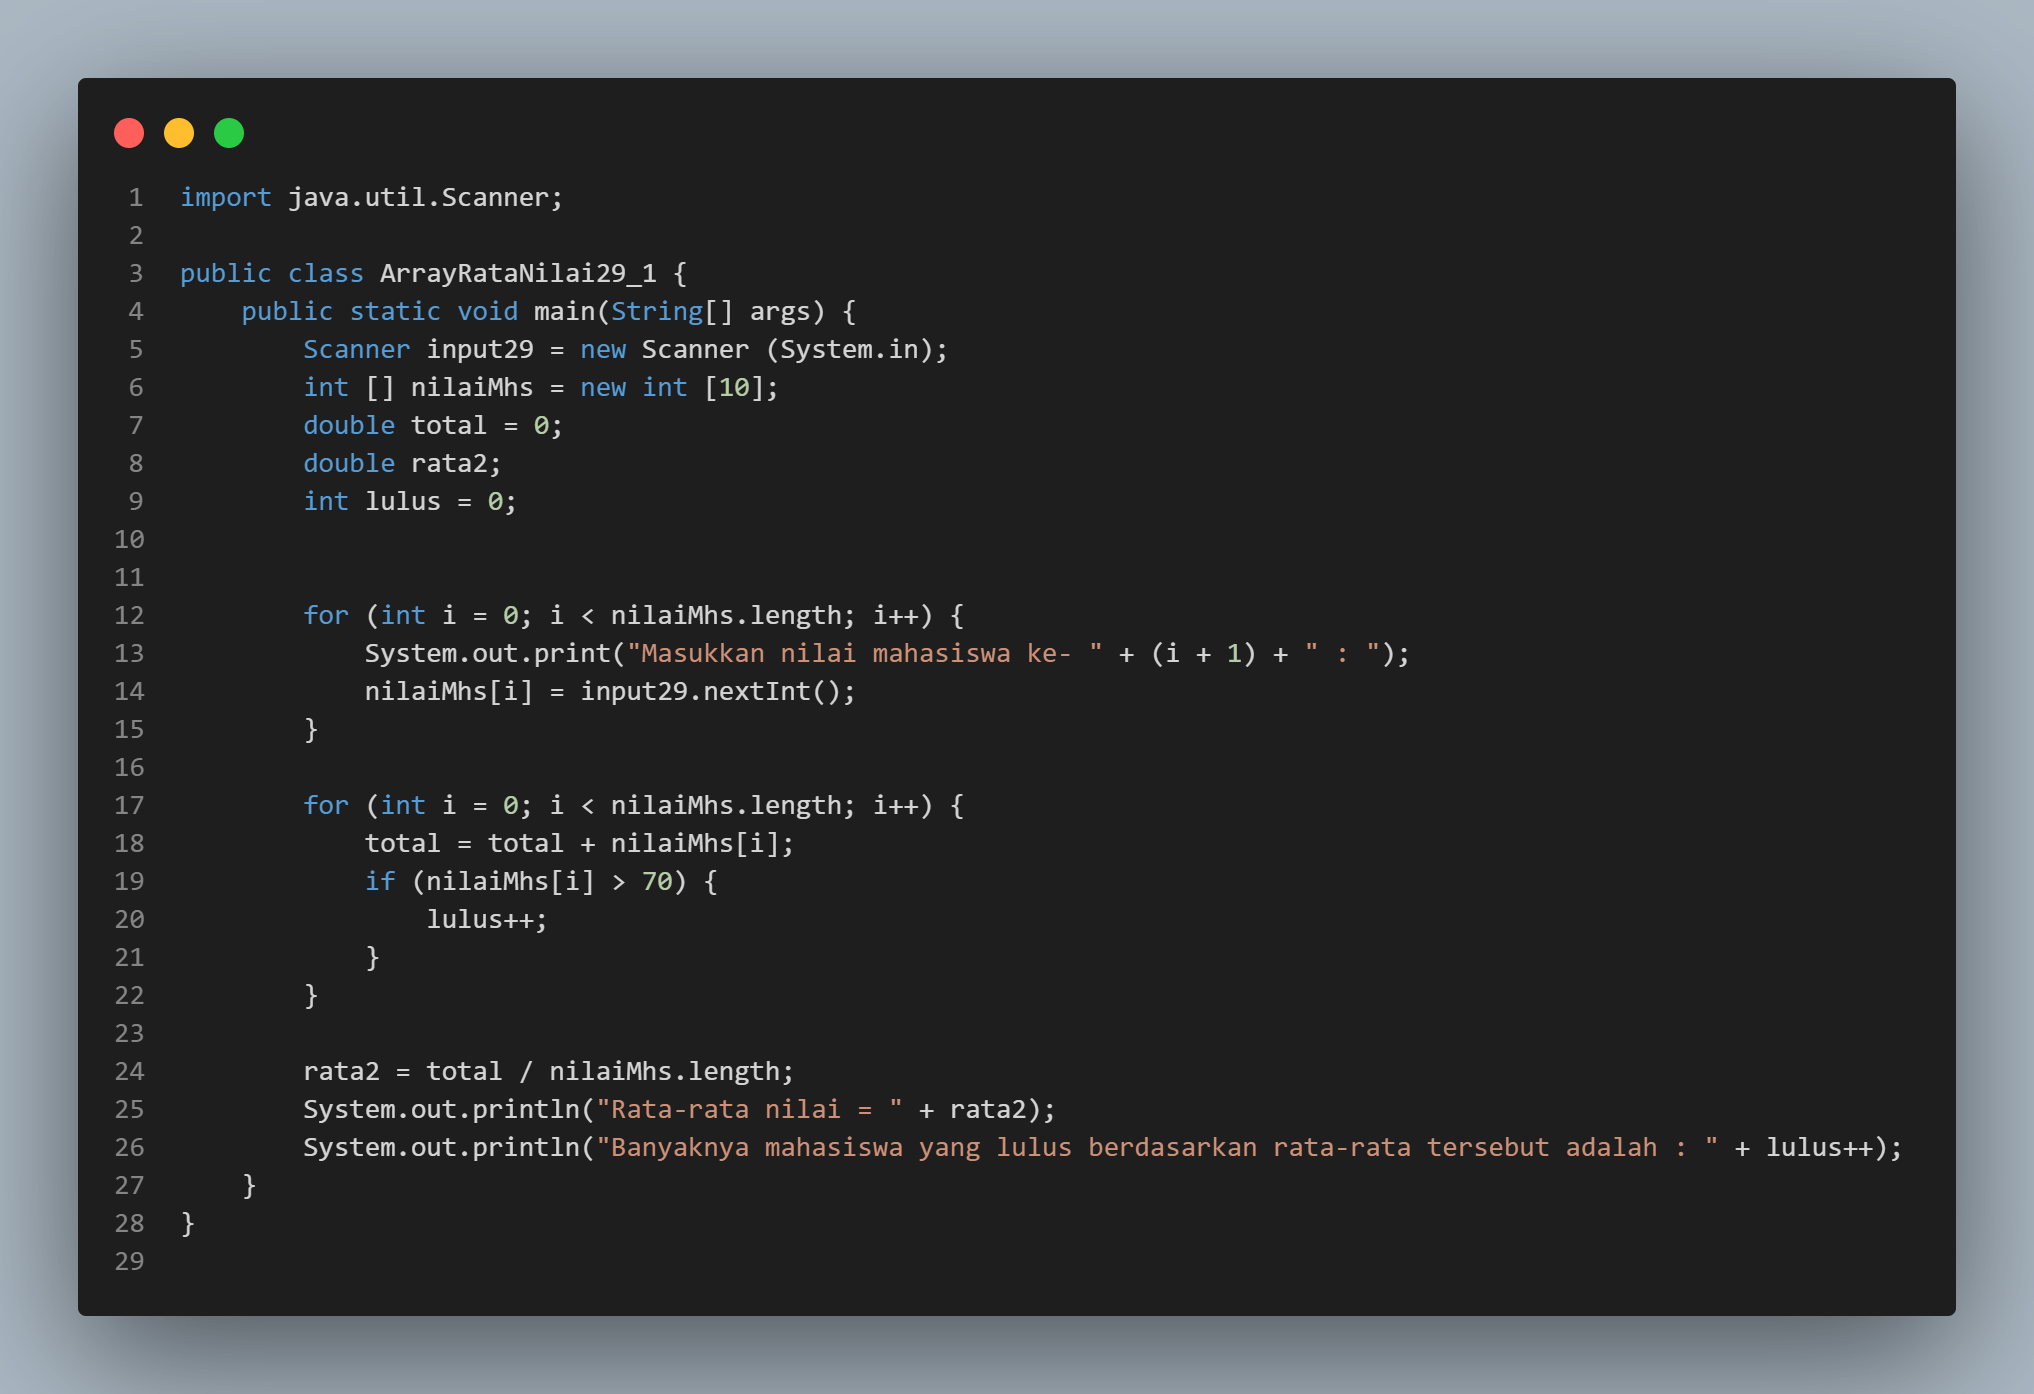 1 import java.util.Scanner;
2
3 public class ArrayRataNilai29_1 {
4     public static void main(String[] args) {
5         Scanner input29 = new Scanner (System.in);
6         int [] nilaiMhs = new int [10];
7         double total = 0;
8         double rata2;
9         int lulus = 0;
10
11
12         for (int i = 0; i < nilaiMhs.length; i++) {
13             System.out.print("Masukkan nilai mahasiswa ke- " + (i + 1) + " : ");
14             nilaiMhs[i] = input29.nextInt();
15         }
16
17         for (int i = 0; i < nilaiMhs.length; i++) {
18             total = total + nilaiMhs[i];
19             if (nilaiMhs[i] > 70) {
20                 lulus++;
21             }
22         }
23
24         rata2 = total / nilaiMhs.length;
25         System.out.println("Rata-rata nilai = " + rata2);
26         System.out.println("Banyaknya mahasiswa yang lulus berdasarkan rata-rata tersebut adalah : " + lulus++);
27     }
28 }
29